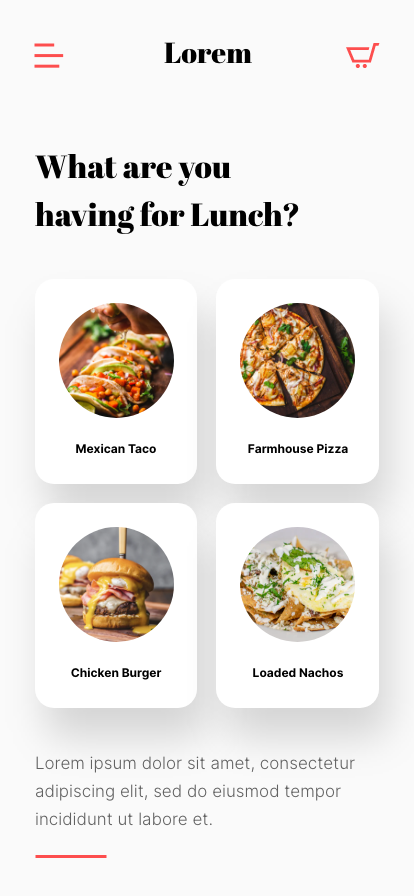 Lorem
What are you
having for Lunch?
Mexican Taco
Farmhouse Pizza
Chicken Burger
Loaded Nachos
Lorem ipsum dolor sit amet, consectetur
adipiscing elit, sed do eiusmod tempor
incididunt ut labore et.